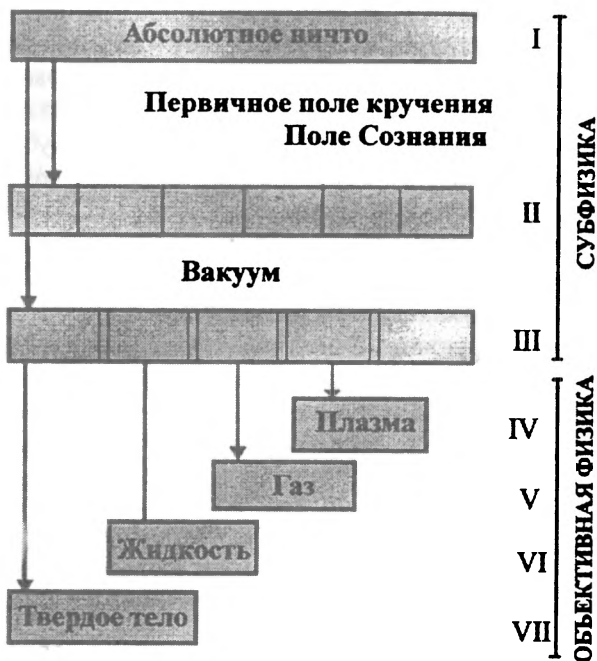 Абсолютное ничто
I
Первичное поле кручения
Поле Сознания
II
Вакуум
III
СУБФИЗИКА
Плазма
IV
Газ
V
Жидкость
VI
Твердое тело
VII
ОБЪЕКТИВНАЯ ФИЗИКА